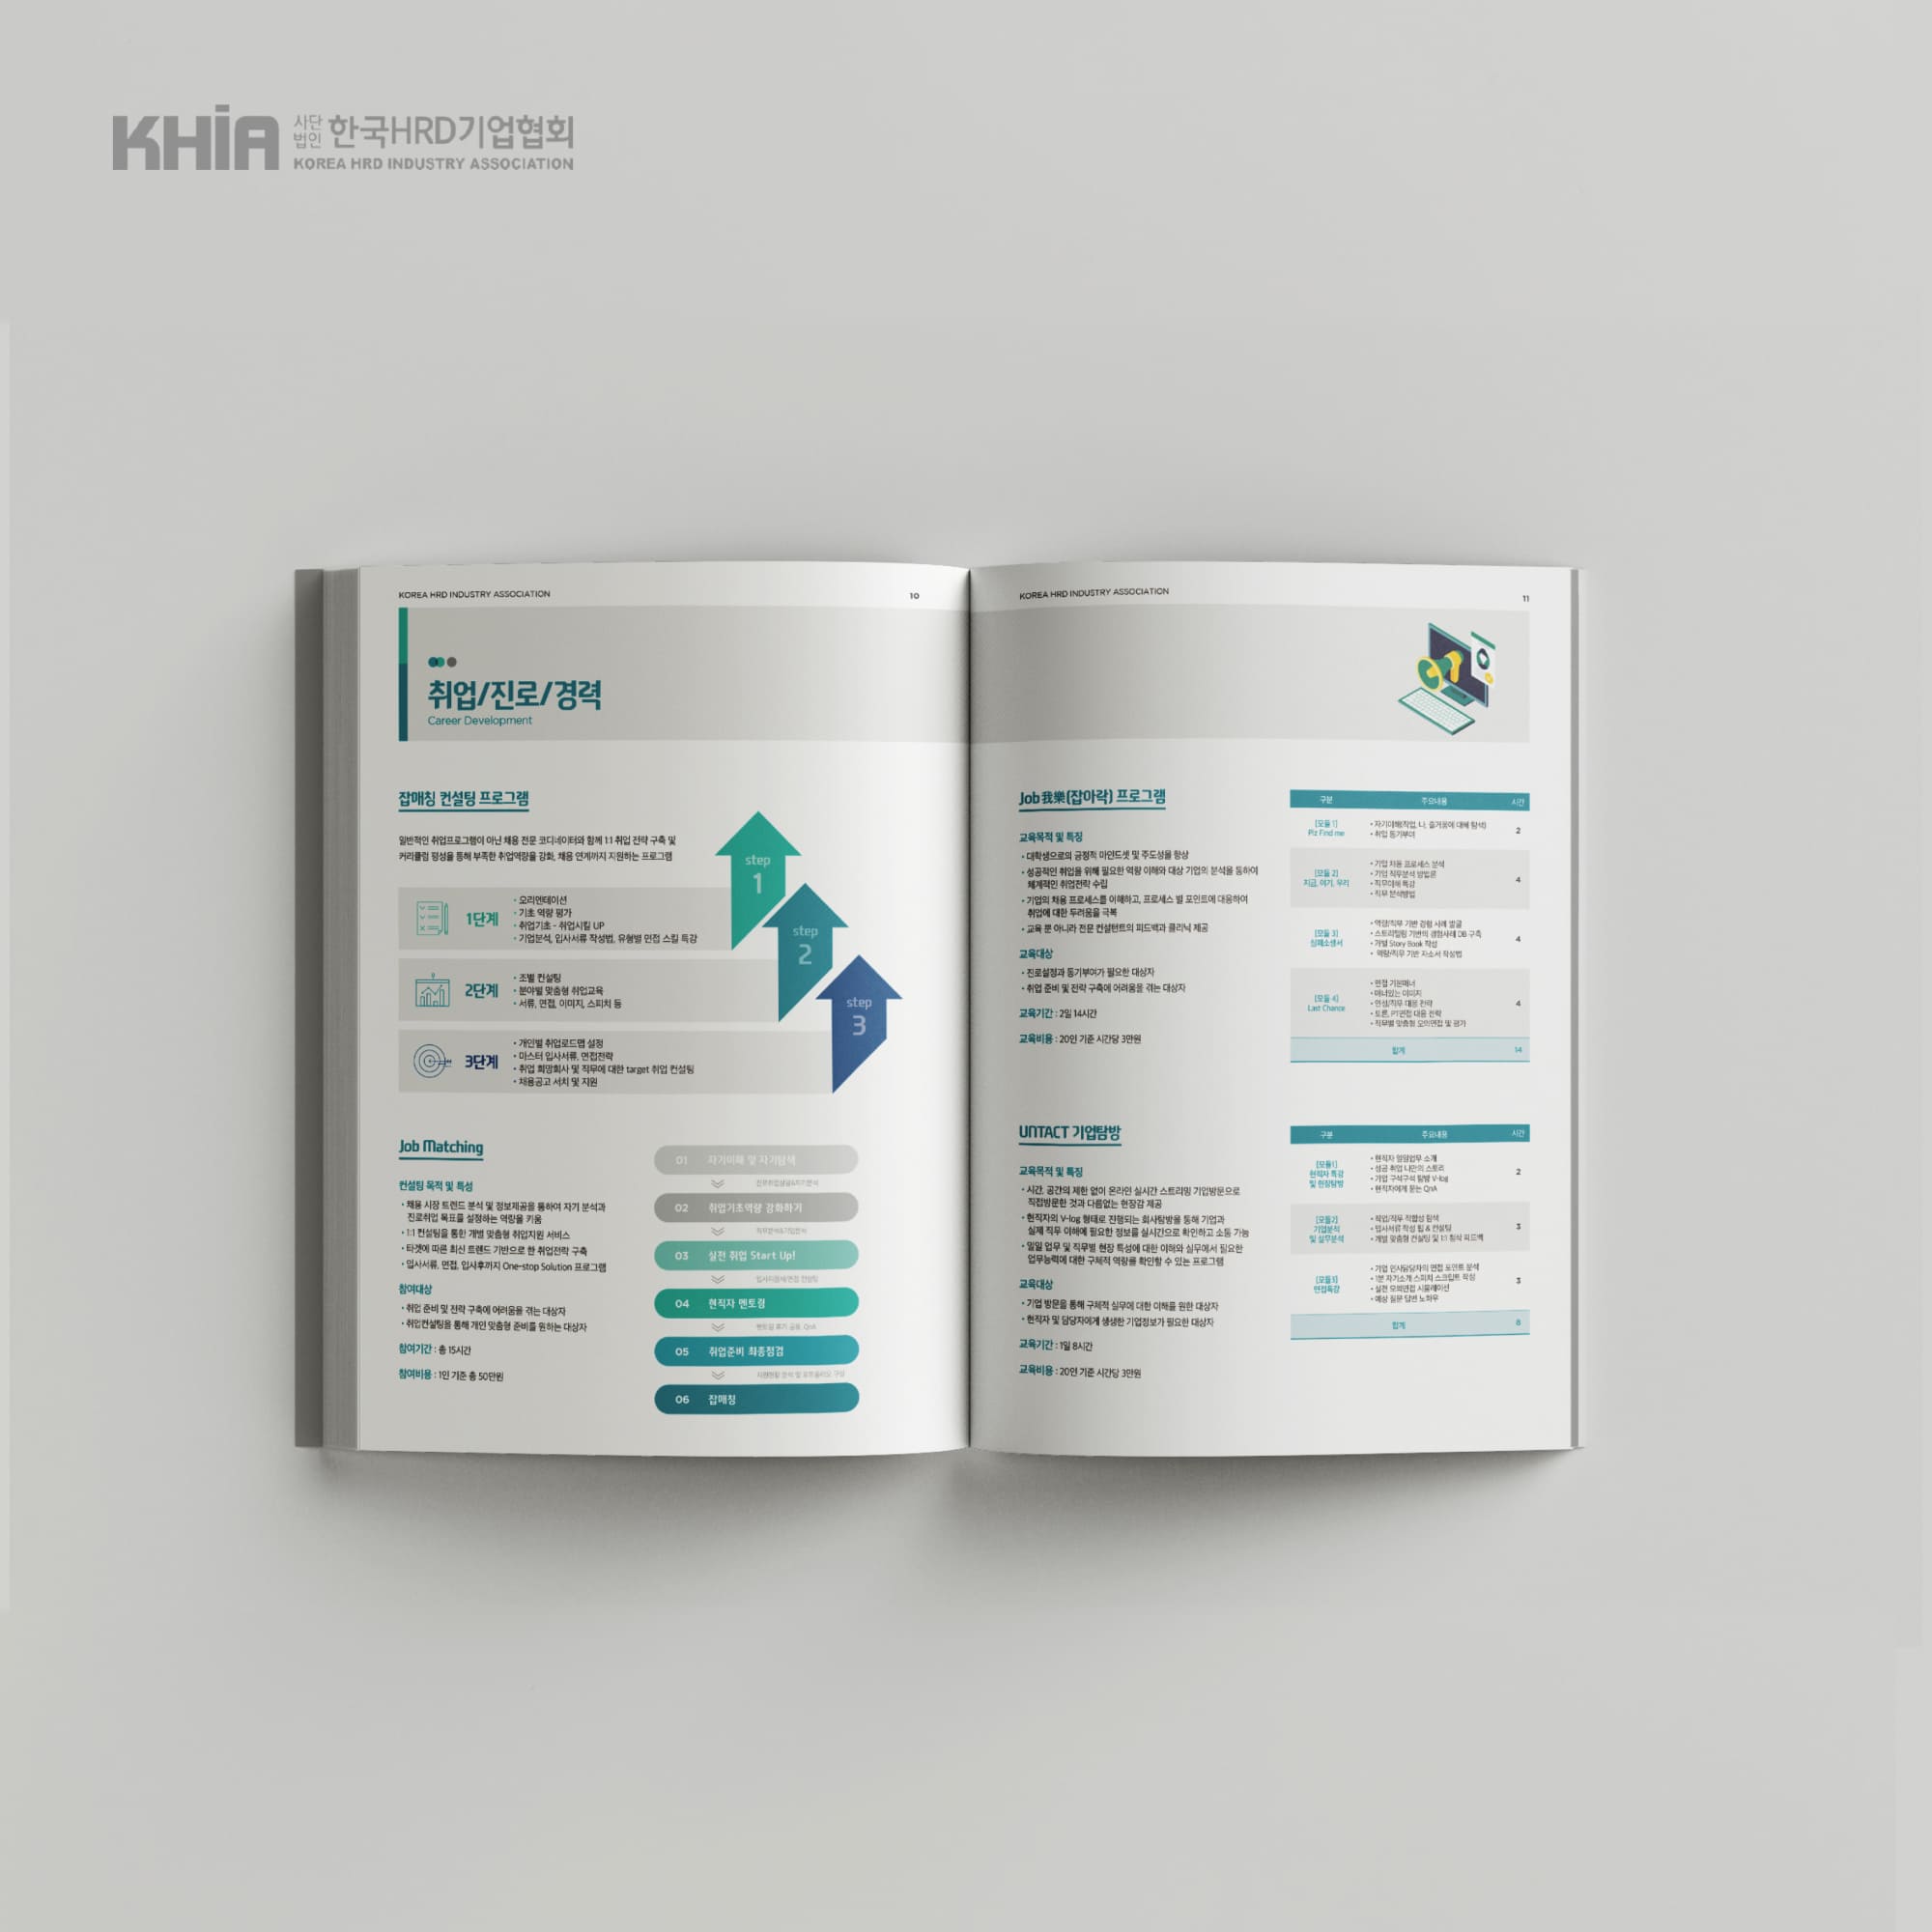 KHiA
사단
법인
한국HRD기업협회
KOREA HRD INDUSTRY ASSOCIATION
KOREA HRD INDUSTRY ASSOCIATION
10
취업/진로/경력
Career Development
잡매칭 컨설팅 프로그램
일반적인 취업프로그램이 아닌 채용 전문 코디네이터와 함께 1:1 취업 전략 구축 및
커리큘럼 편성을 통해 부족한 취업역량을 강화, 채용 연계까지 지원하는 프로그램
step
1
1단계
· 오리엔테이션
· 기초 역량 평가
· 취업기초 - 취업시킬 UP
· 기업분석, 입사서류 작성법, 유형별 면접 스킬 특강
step
2
2단계
· 조별 컨설팅
· 분야별 맞춤형 취업교육
· 서류, 면접, 이미지, 스피치 등
step
3
3단계
· 개인별 취업로드맵 설정
· 마스터 입사서류, 면접전략
· 취업 희망회사 및 직무에 대한 target 취업 컨설팅
· 채용공고 서치 및 지원
Job Matching
컨설팅 목적 및 특성
· 채용 시장 트렌드 분석 및 정보제공을 통하여 자기 분석과
진로취업 목표를 설정하는 역량을 키움
· 1:1 컨설팅을 통한 개별 맞춤형 취업지원 서비스
· 타겟에 따른 최신 트렌드 기반으로 한 취업전략 구축
· 입사서류, 면접, 입사후까지 One-stop Solution 프로그램
참여대상
· 취업 준비 및 전략 구축에 어려움을 겪는 대상자
· 취업컨설팅을 통해 개인 맞춤형 준비를 원하는 대상자
참여기간 : 총 15시간
참여비용 : 1인 기준 총 50만원
01 자기이해 및 자기탐색
02 취업기초역량 강화하기
03 실전 취업 Start Up!
04 현직자 멘토링
05 취업준비 최종점검
06 잡매칭
KOREA HRD INDUSTRY ASSOCIATION
11
Job我樂(잡아락) 프로그램
교육목적 및 특징
· 대학생으로의 긍정적 마인드셋 및 주도성을 향상
· 성공적인 취업을 위해 필요한 역량 이해와 대상 기업의 분석을 통하여
체계적인 취업전략 수립
· 기업의 채용 프로세스를 이해하고, 프로세스 별 포인트에 대응하여
취업에 대한 두려움을 극복
· 교육 뿐 아니라 전문 컨설턴트의 피드백과 클리닉 제공
교육대상
· 진로설정과 동기부여가 필요한 대상자
· 취업 준비 및 전략 구축에 어려움을 겪는 대상자
교육기간 : 2일 14시간
교육비용 : 20인 기준 시간당 3만원
구분 주요내용 시간
[모듈 1]
Plz Find me
· 자기이해(직업, 나, 즐거움에 대해 탐색)
· 취업 동기부여
2
[모듈 2]
지금, 여기, 우리
· 기업 채용 프로세스 분석
· 기업 직무분석 방법론
· 직무이해 특강
· 직무 분석방법
4
[모듈 3]
심폐소생서
· 역량/직무 기반 경험 사례 발굴
· 스토리텔링 기반의 경험사례 DB 구축
· 개별 Story Book 작성
· 역량/직무 기반 자소서 작성법
4
[모듈 4]
Last Chance
· 면접 기본매너
· 매너있는 이미지
· 인성/직무 대응 전략
· 토론, PT면접 대응 전략
· 직무별 맞춤형 모의면접 및 평가
4
합계 14
UNTACT 기업탐방
교육목적 및 특징
· 시간, 공간의 제한 없이 온라인 실시간 스트리밍 기업방문으로
직접방문한 것과 다름없는 현장감 제공
· 현직자의 V-log 형태로 진행되는 회사탐방을 통해 기업과
실제 직무 이해에 필요한 정보를 실시간으로 확인하고 소통 가능
· 일일 업무 및 직무별 현장 특성에 대한 이해와 실무에서 필요한
업무능력에 대한 구체적 역량을 확인할 수 있는 프로그램
교육대상
· 기업 방문을 통해 구체적 실무에 대한 이해를 원한 대상자
· 현직자 및 담당자에게 생생한 기업정보가 필요한 대상자
교육기간 : 1일 8시간
교육비용 : 20인 기준 시간당 3만원
구분 주요내용 시간
[모듈1]
현직자 특강
및 현장탐방
· 현직자 일일업무 소개
· 성공 취업 나만의 스토리
· 기업 구석구석 탐방 V-log
· 현직자에게 묻는 QnA
2
[모듈2]
기업분석
및 실무분석
· 직업/직무 적합성 탐색
· 입사서류 작성 팁 & 컨설팅
· 개별 맞춤형 컨설팅 및 1:1 첨삭 피드백
3
[모듈3]
면접특강
· 기업 인사담당자의 면접 포인트 분석
· 1분 자기소개 스피치 스크립트 작성
· 실전 모의면접 시뮬레이션
· 예상 질문 답변 노하우
3
합계 8